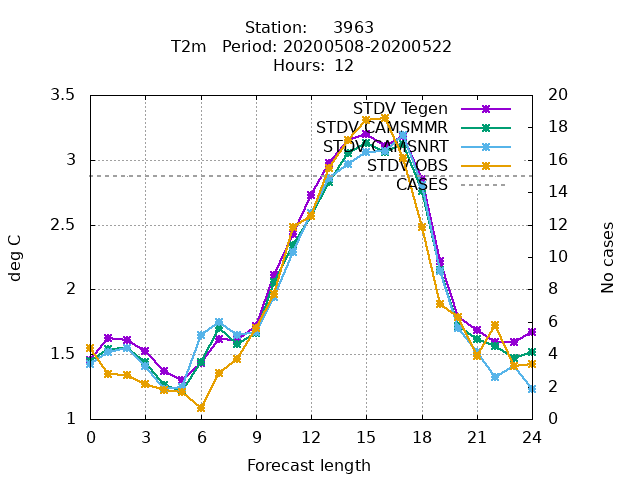 Station:     3963
T2m   Period: 20200508-20200522
Hours:  12
3.5
3
2.5
2
1.5
1
deg C
STDV Tegen
STDV CAMSMMR
STDV CAMSNRT
STDV OBS
CASES
20
18
16
14
12
10
8
6
4
2
0
No cases
0 3 6 9 12 15 18 21 24
Forecast length